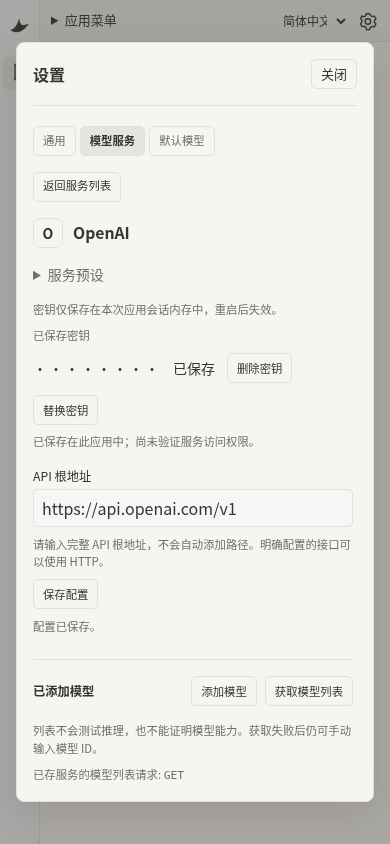 应用菜单
简体中文
设置
关闭
通用
模型服务
默认模型
返回服务列表
O
OpenAI
服务预设
密钥仅保存在本次应用会话内存中，重启后失效。
已保存密钥
• • • • • • • • 已保存
删除密钥
替换密钥
已保存在此应用中；尚未验证服务访问权限。
API 根地址
https://api.openai.com/v1
请输入完整 API 根地址，不会自动添加路径。明确配置的接口可
以使用 HTTP。
保存配置
配置已保存。
已添加模型
添加模型
获取模型列表
列表不会测试推理，也不能证明模型能力。获取失败后仍可手动
输入模型 ID。
已存服务的模型列表请求: GET